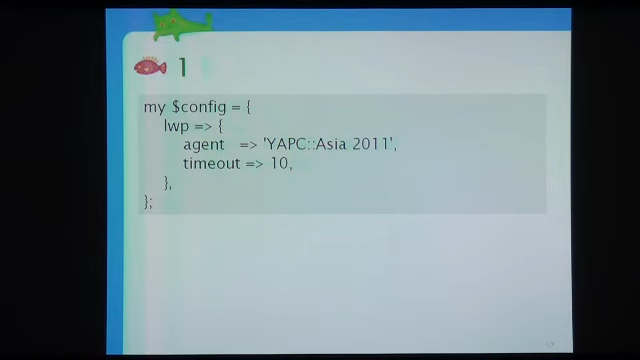 1
my $config = {
lwp => {
agent => 'YAPC::Asia 2011',
timeout => 10,
},
};